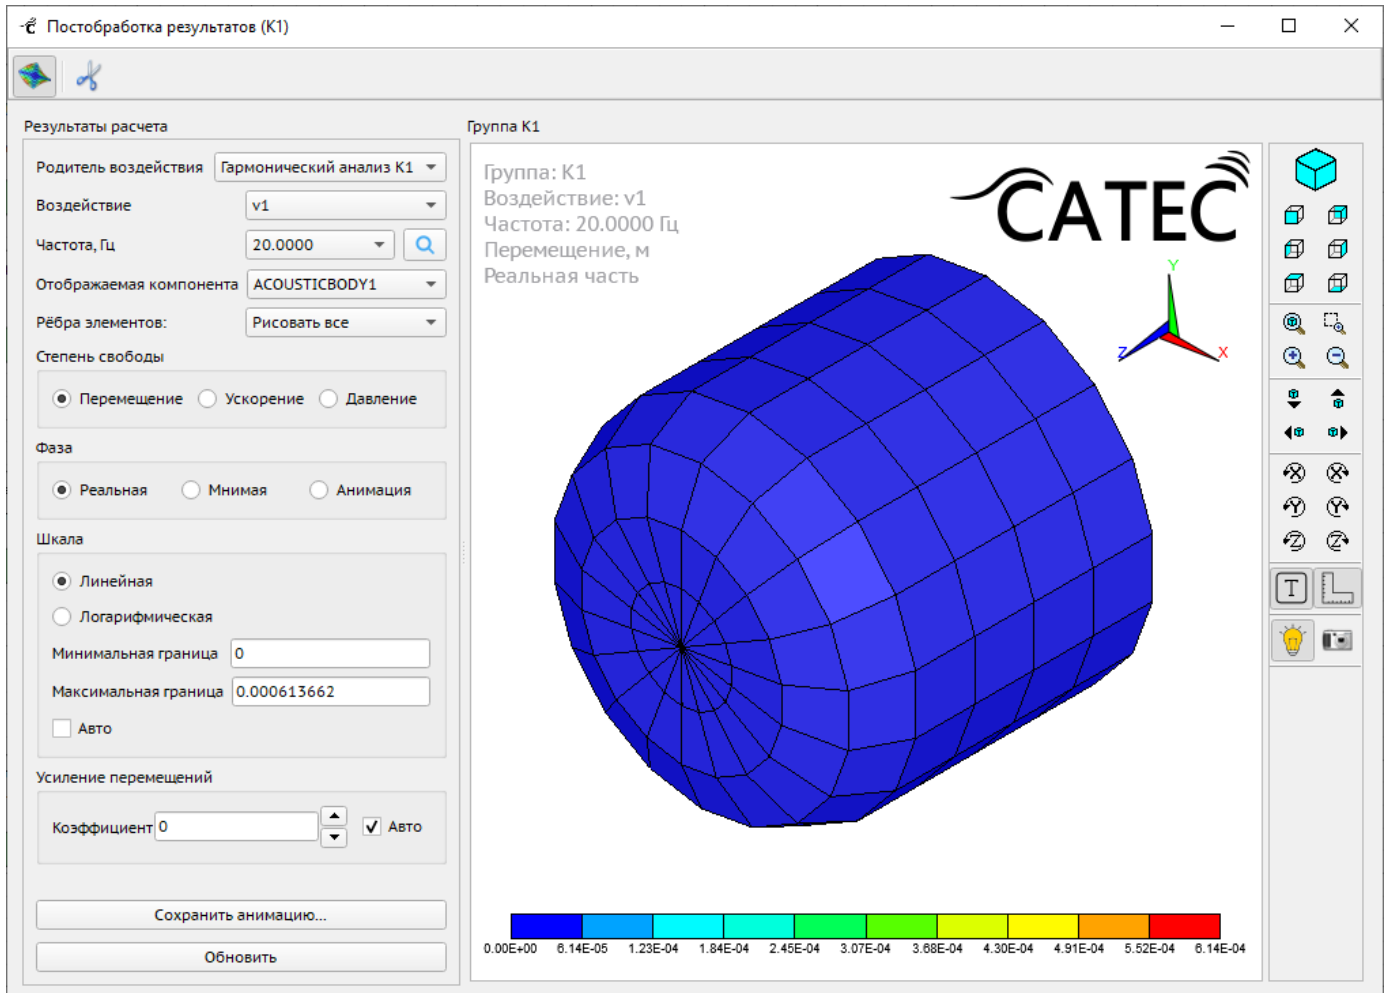 Постобработка результатов (K1)
Результаты расчета
Родитель воздействия Гармонический анализ K1
Воздействие v1
Частота, Гц 20.0000
Отображаемая компонента ACOUSTICBODY1
Рёбра элементов: Рисовать все
Степень свободы
Перемещение Ускорение Давление
Фаза
Реальная Мнимая Анимация
Шкала
Линейная
Логарифмическая
Минимальная граница 0
Максимальная граница 0.000613662
Авто
Усиление перемещений
Коэффициент 0 Авто
Сохранить анимацию...
Обновить
Группа K1
Группа: K1
Воздействие: v1
Частота: 20.0000 Гц
Перемещение, м
Реальная часть
CATEC
Y
Z X
0.00E+00 6.14E-05 1.23E-04 1.84E-04 2.45E-04 3.07E-04 3.68E-04 4.30E-04 4.91E-04 5.52E-04 6.14E-04
X X
Y Y
Z Z
T